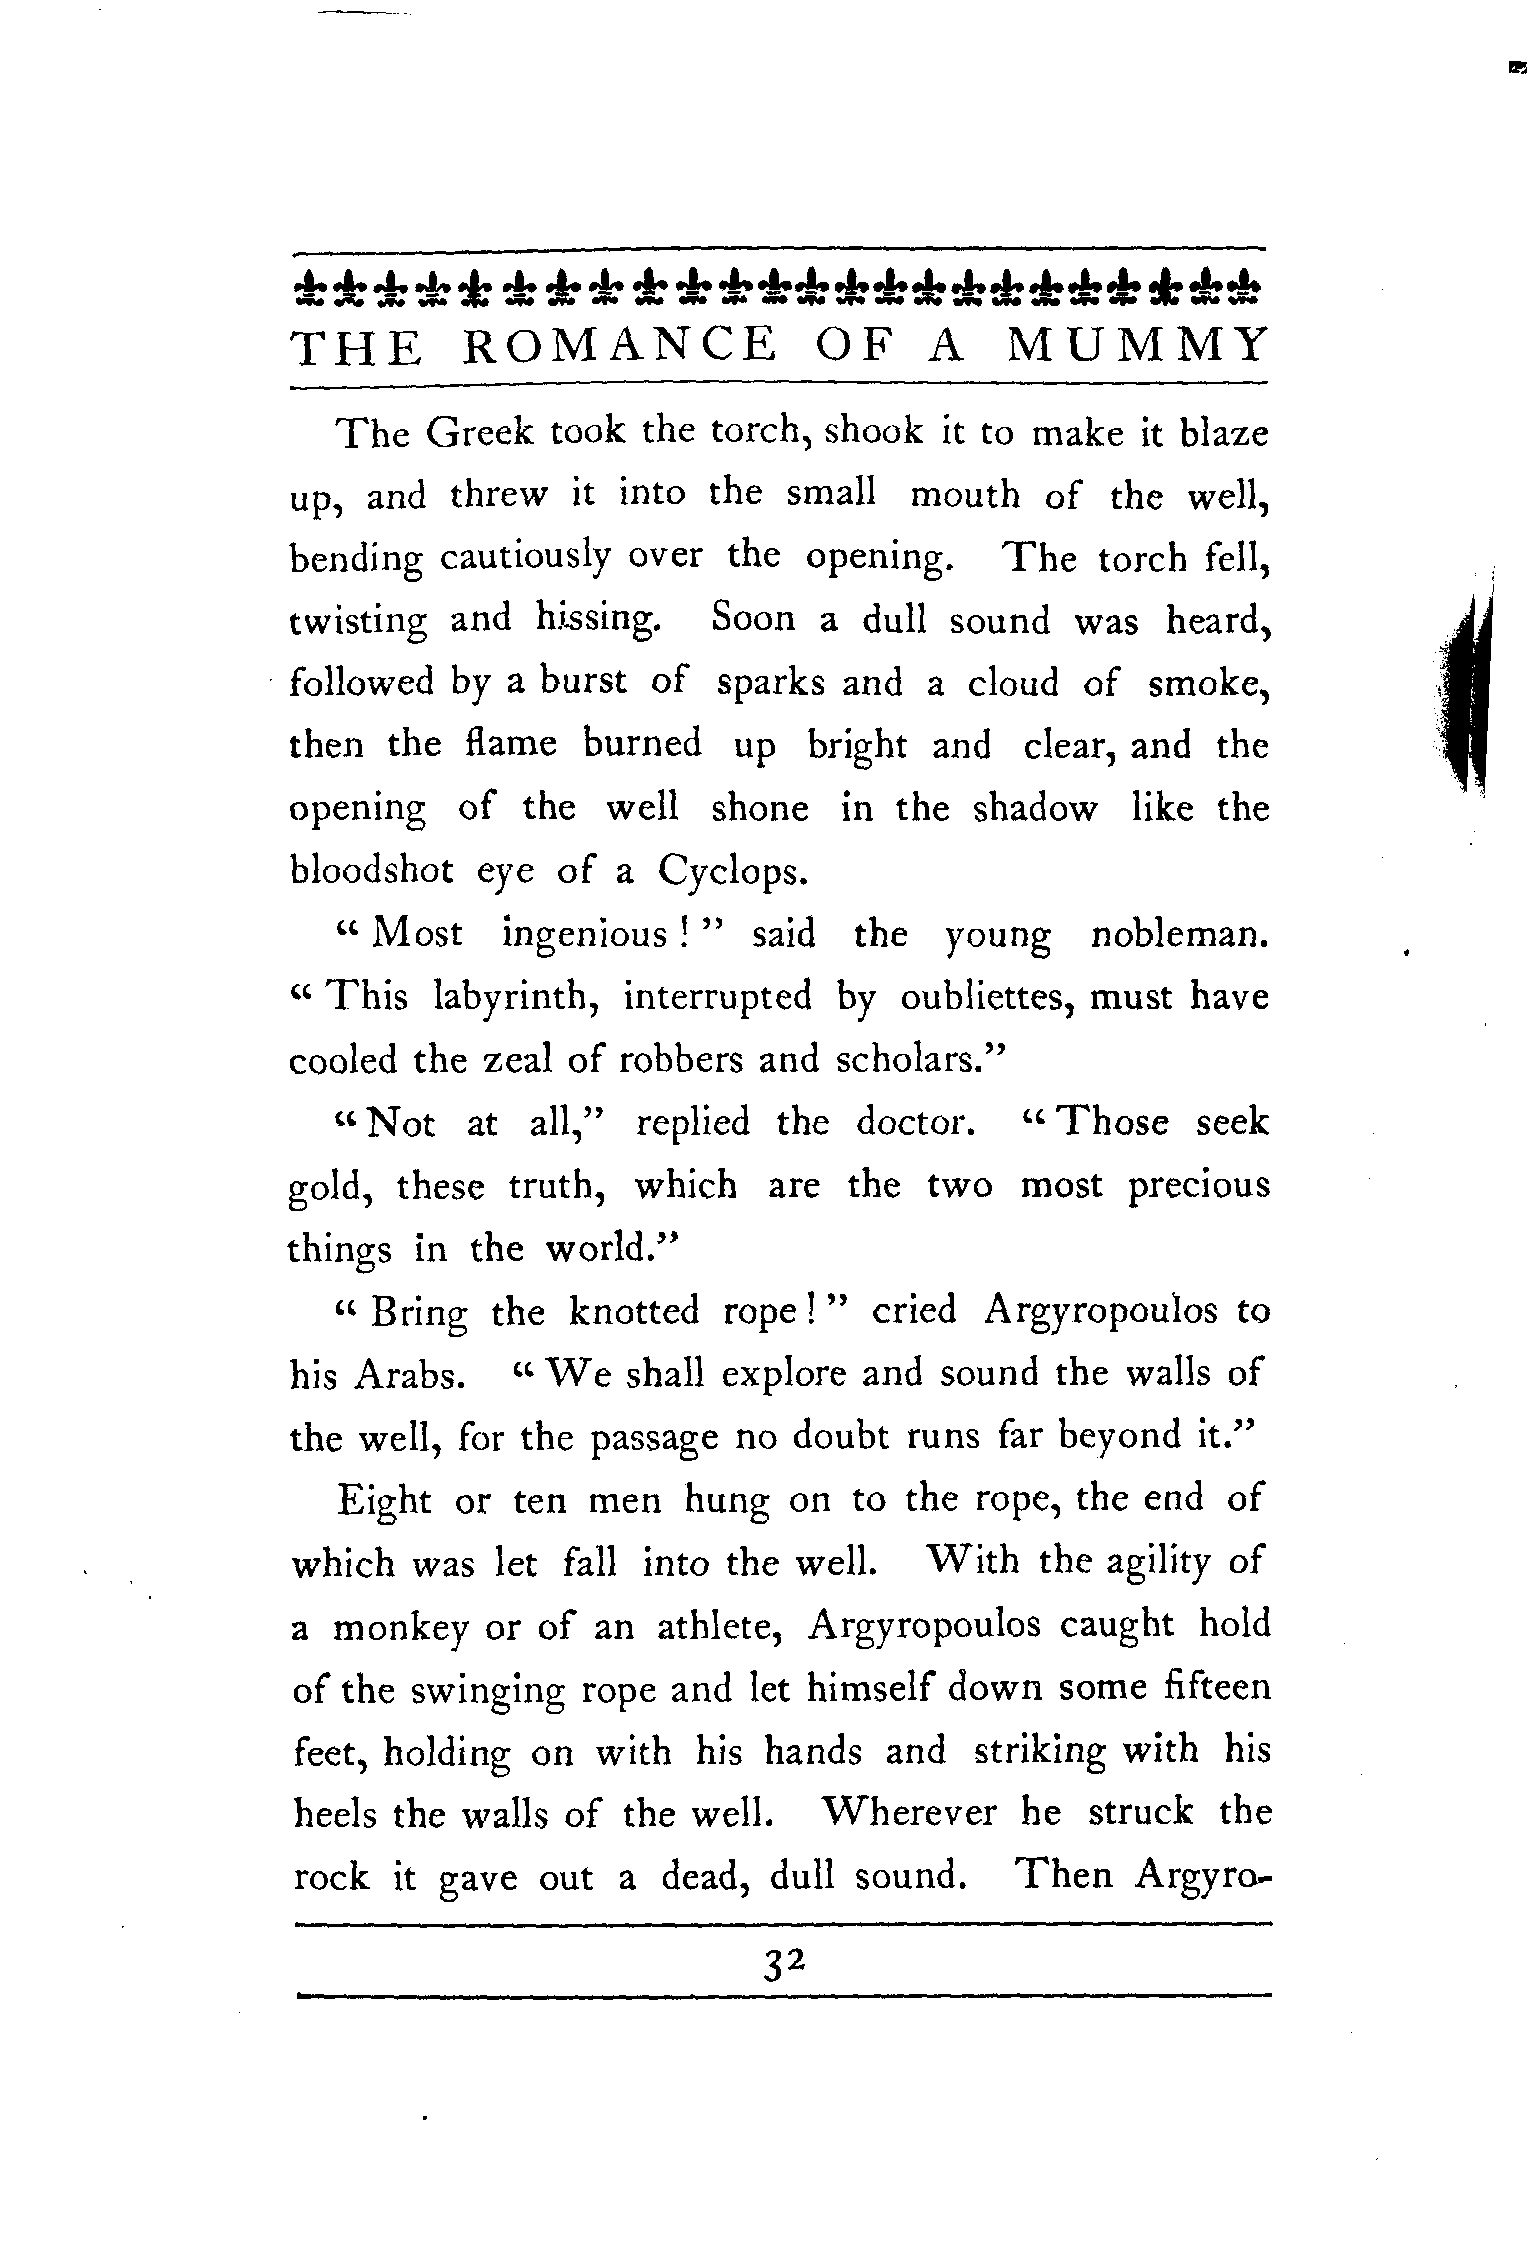 THE ROMANCE OF A MUMMY
The Greek took the torch, shook it to make it blaze
up, and threw it into the small mouth of the well,
bending cautiously over the opening. The torch fell,
twisting and hissing. Soon a dull sound was heard,
followed by a burst of sparks and a cloud of smoke,
then the flame burned up bright and clear, and the
opening of the well shone in the shadow like the
bloodshot eye of a Cyclops.
“ Most ingenious ! ” said the young nobleman.
“ This labyrinth, interrupted by oubliettes, must have
cooled the zeal of robbers and scholars.”
“ Not at all,” replied the doctor. “ Those seek
gold, these truth, which are the two most precious
things in the world.”
“ Bring the knotted rope ! ” cried Argyropoulos to
his Arabs. “ We shall explore and sound the walls of
the well, for the passage no doubt runs far beyond it.”
Eight or ten men hung on to the rope, the end of
which was let fall into the well. With the agility of
a monkey or of an athlete, Argyropoulos caught hold
of the swinging rope and let himself down some fifteen
feet, holding on with his hands and striking with his
heels the walls of the well. Wherever he struck the
rock it gave out a dead, dull sound. Then Argyro-
32